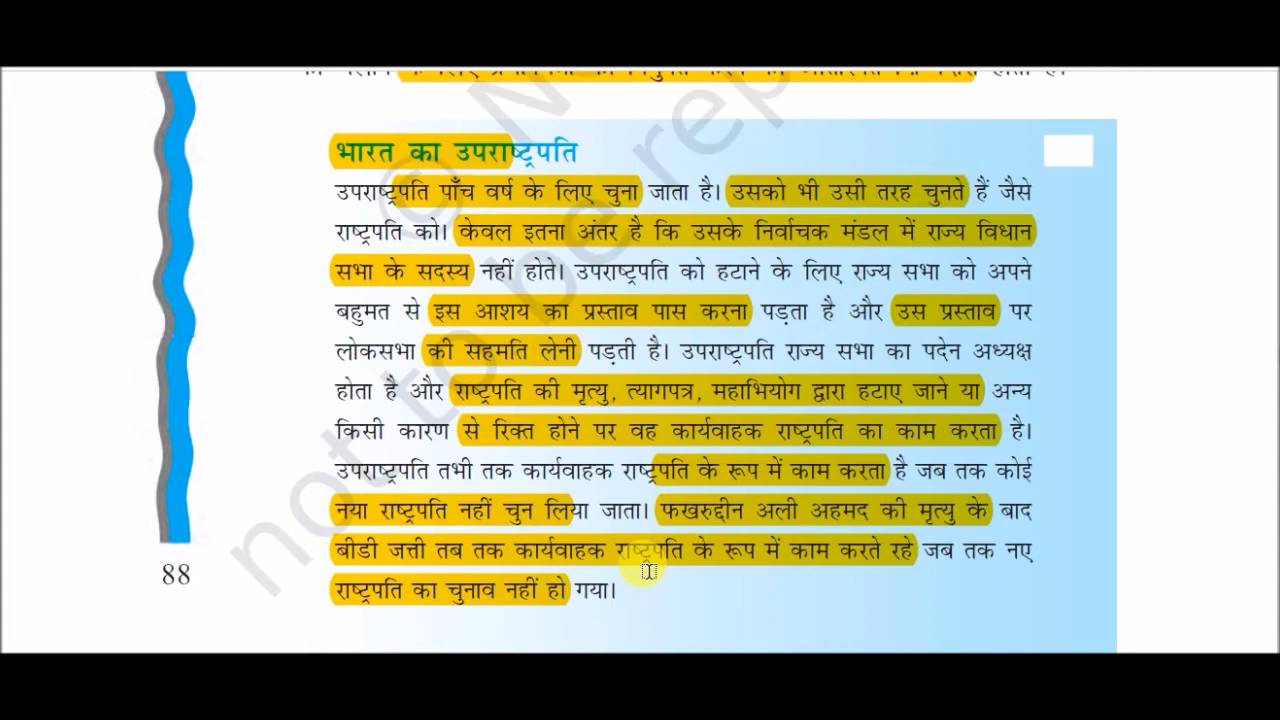 भारत का उपराष्ट्रपति
उपराष्ट्रपति पाँच वर्ष के लिए चुना जाता है। उसको भी उसी तरह चुनते हैं जैसे
राष्ट्रपति को। केवल इतना अंतर है कि उसके निर्वाचक मंडल में राज्य विधान
सभा के सदस्य नहीं होते। उपराष्ट्रपति को हटाने के लिए राज्य सभा को अपने
बहुमत से इस आशय का प्रस्ताव पास करना पड़ता है और उस प्रस्ताव पर
लोकसभा की सहमति लेनी पड़ती है। उपराष्ट्रपति राज्य सभा का पदेन अध्यक्ष
होता है और राष्ट्रपति की मृत्यु, त्यागपत्र, महाभियोग द्वारा हटाए जाने या अन्य
किसी कारण से रिक्त होने पर वह कार्यवाहक राष्ट्रपति का काम करता है।
उपराष्ट्रपति तभी तक कार्यवाहक राष्ट्रपति के रूप में काम करता है जब तक कोई
नया राष्ट्रपति नहीं चुन लिया जाता। फखरुद्दीन अली अहमद की मृत्यु के बाद
बीडी जत्ती तब तक कार्यवाहक राष्ट्रपति के रूप में काम करते रहे जब तक नए
राष्ट्रपति का चुनाव नहीं हो गया।
88
© N
not to be rep